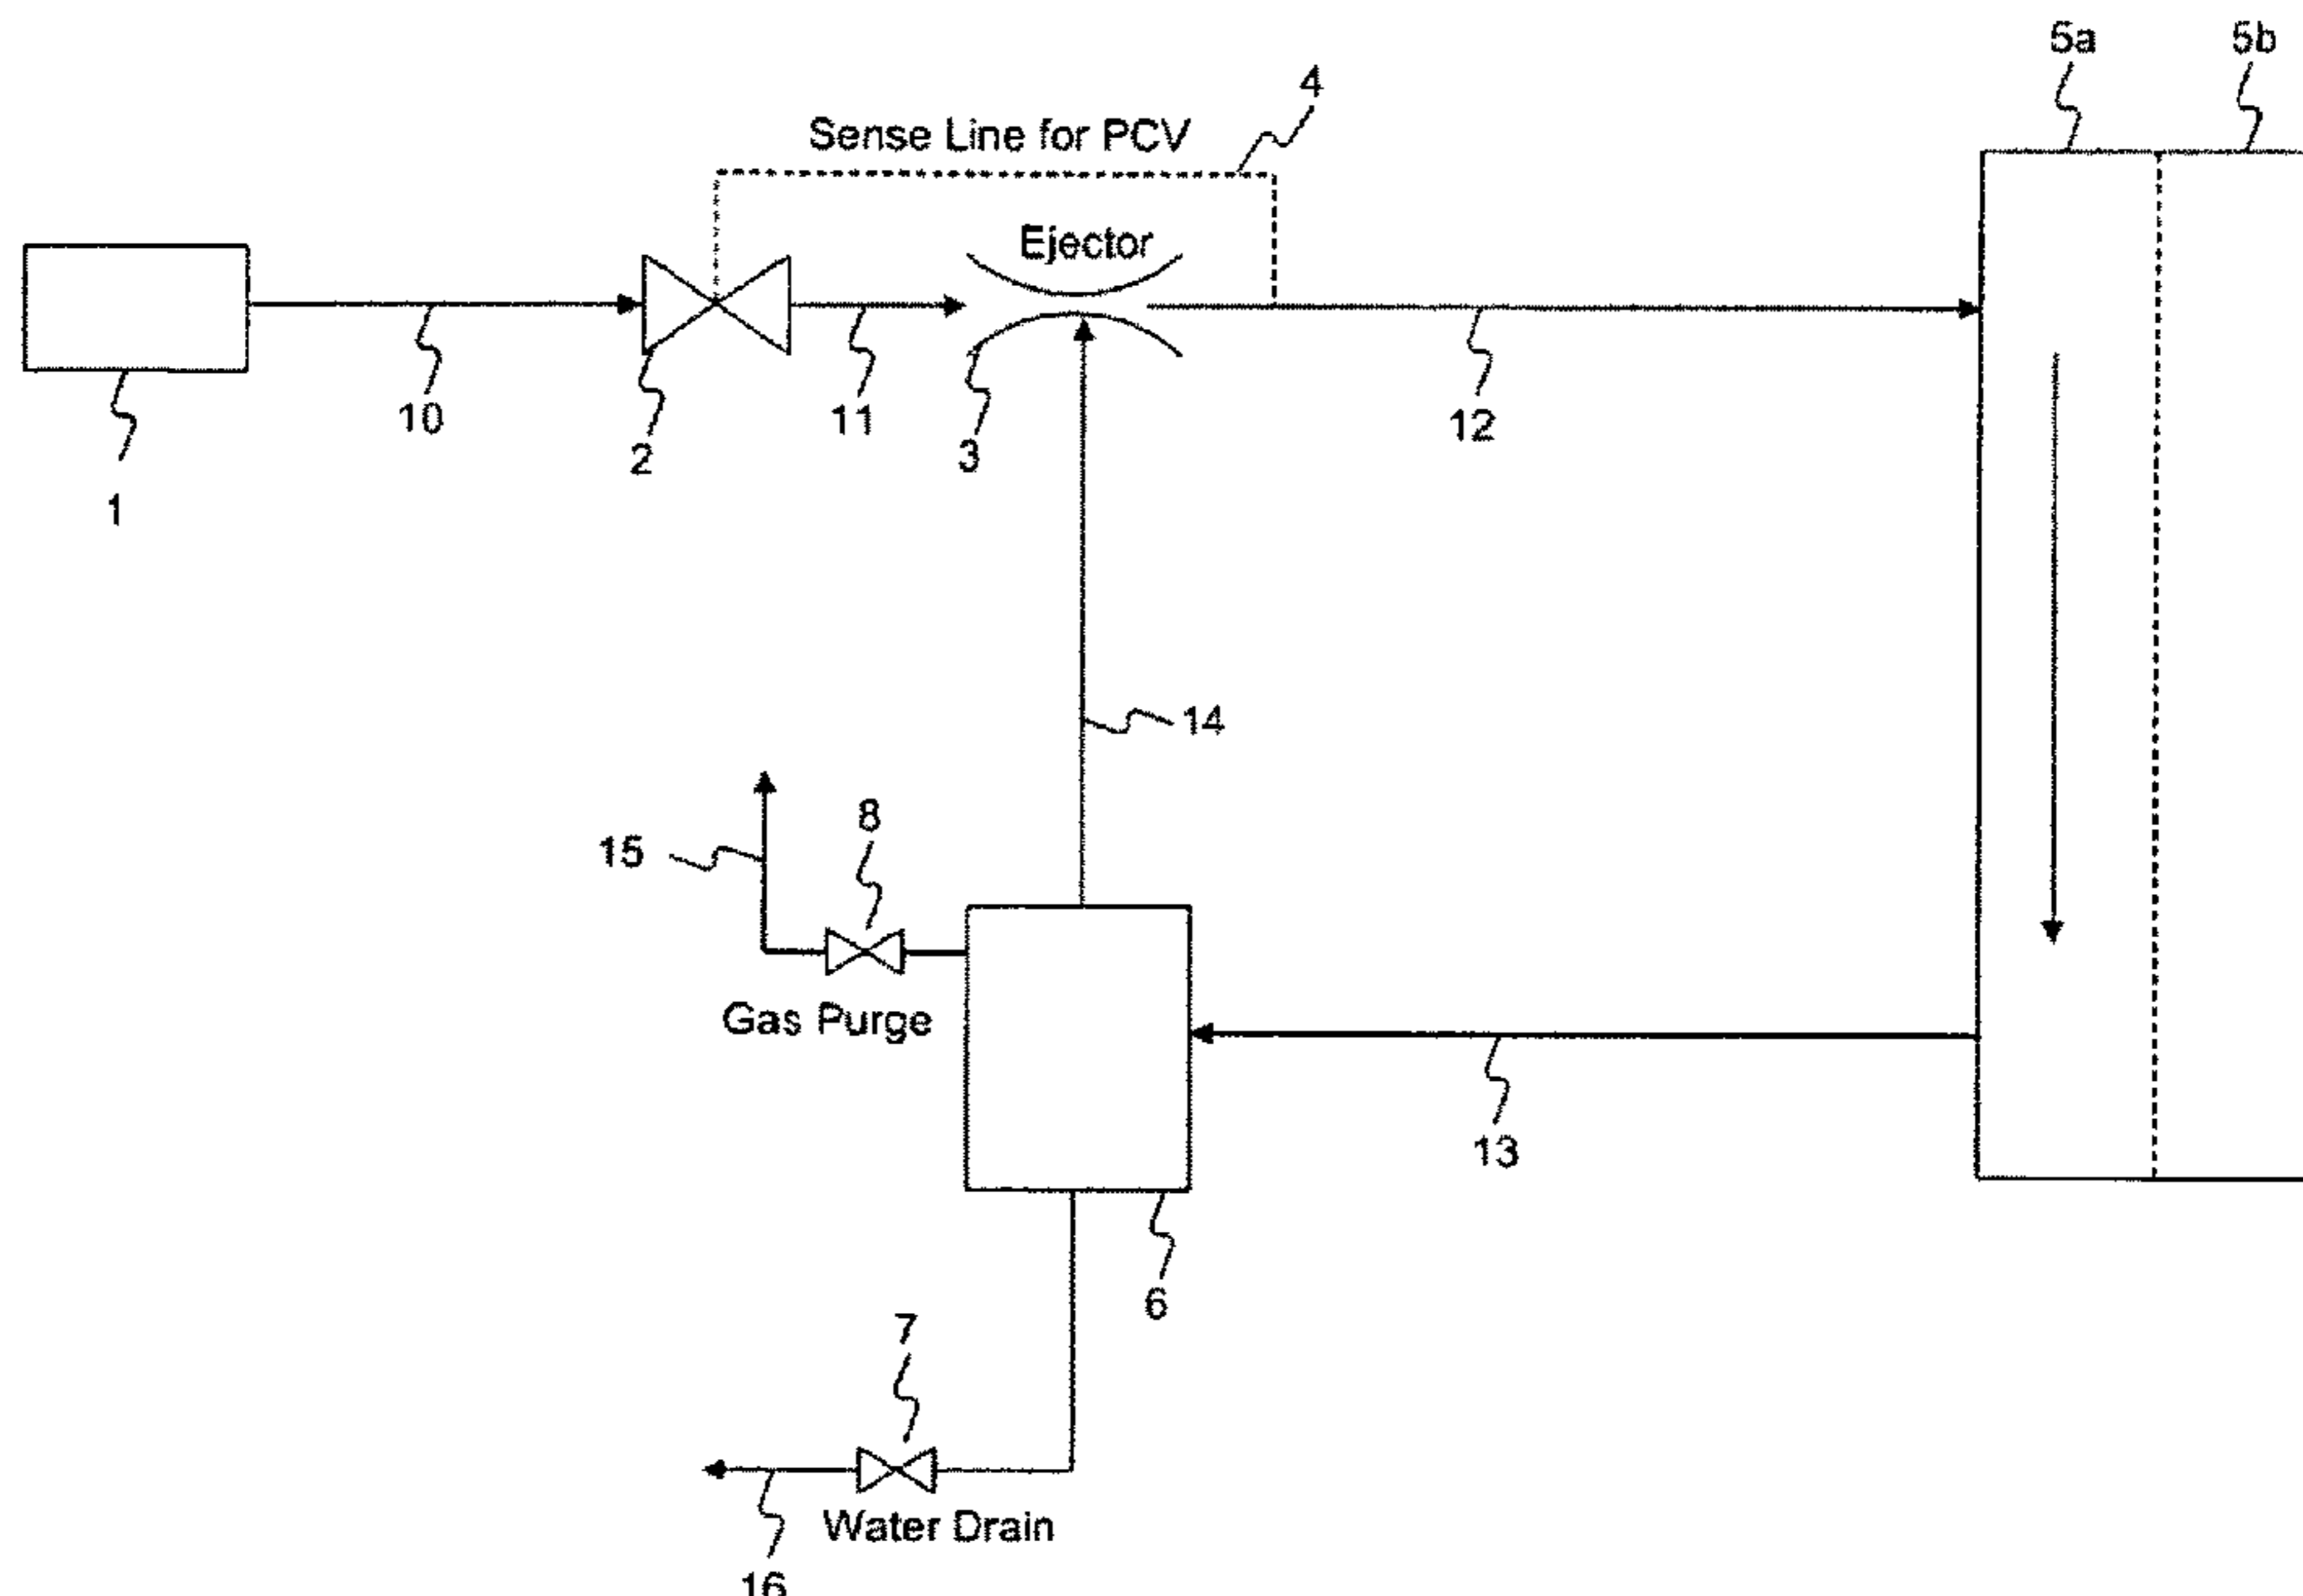 5a 5b
4
Sense Line for PCV
Ejector
10 11 12
2 3
1
14
8
15
Gas Purge
13
6
7
Water Drain
16